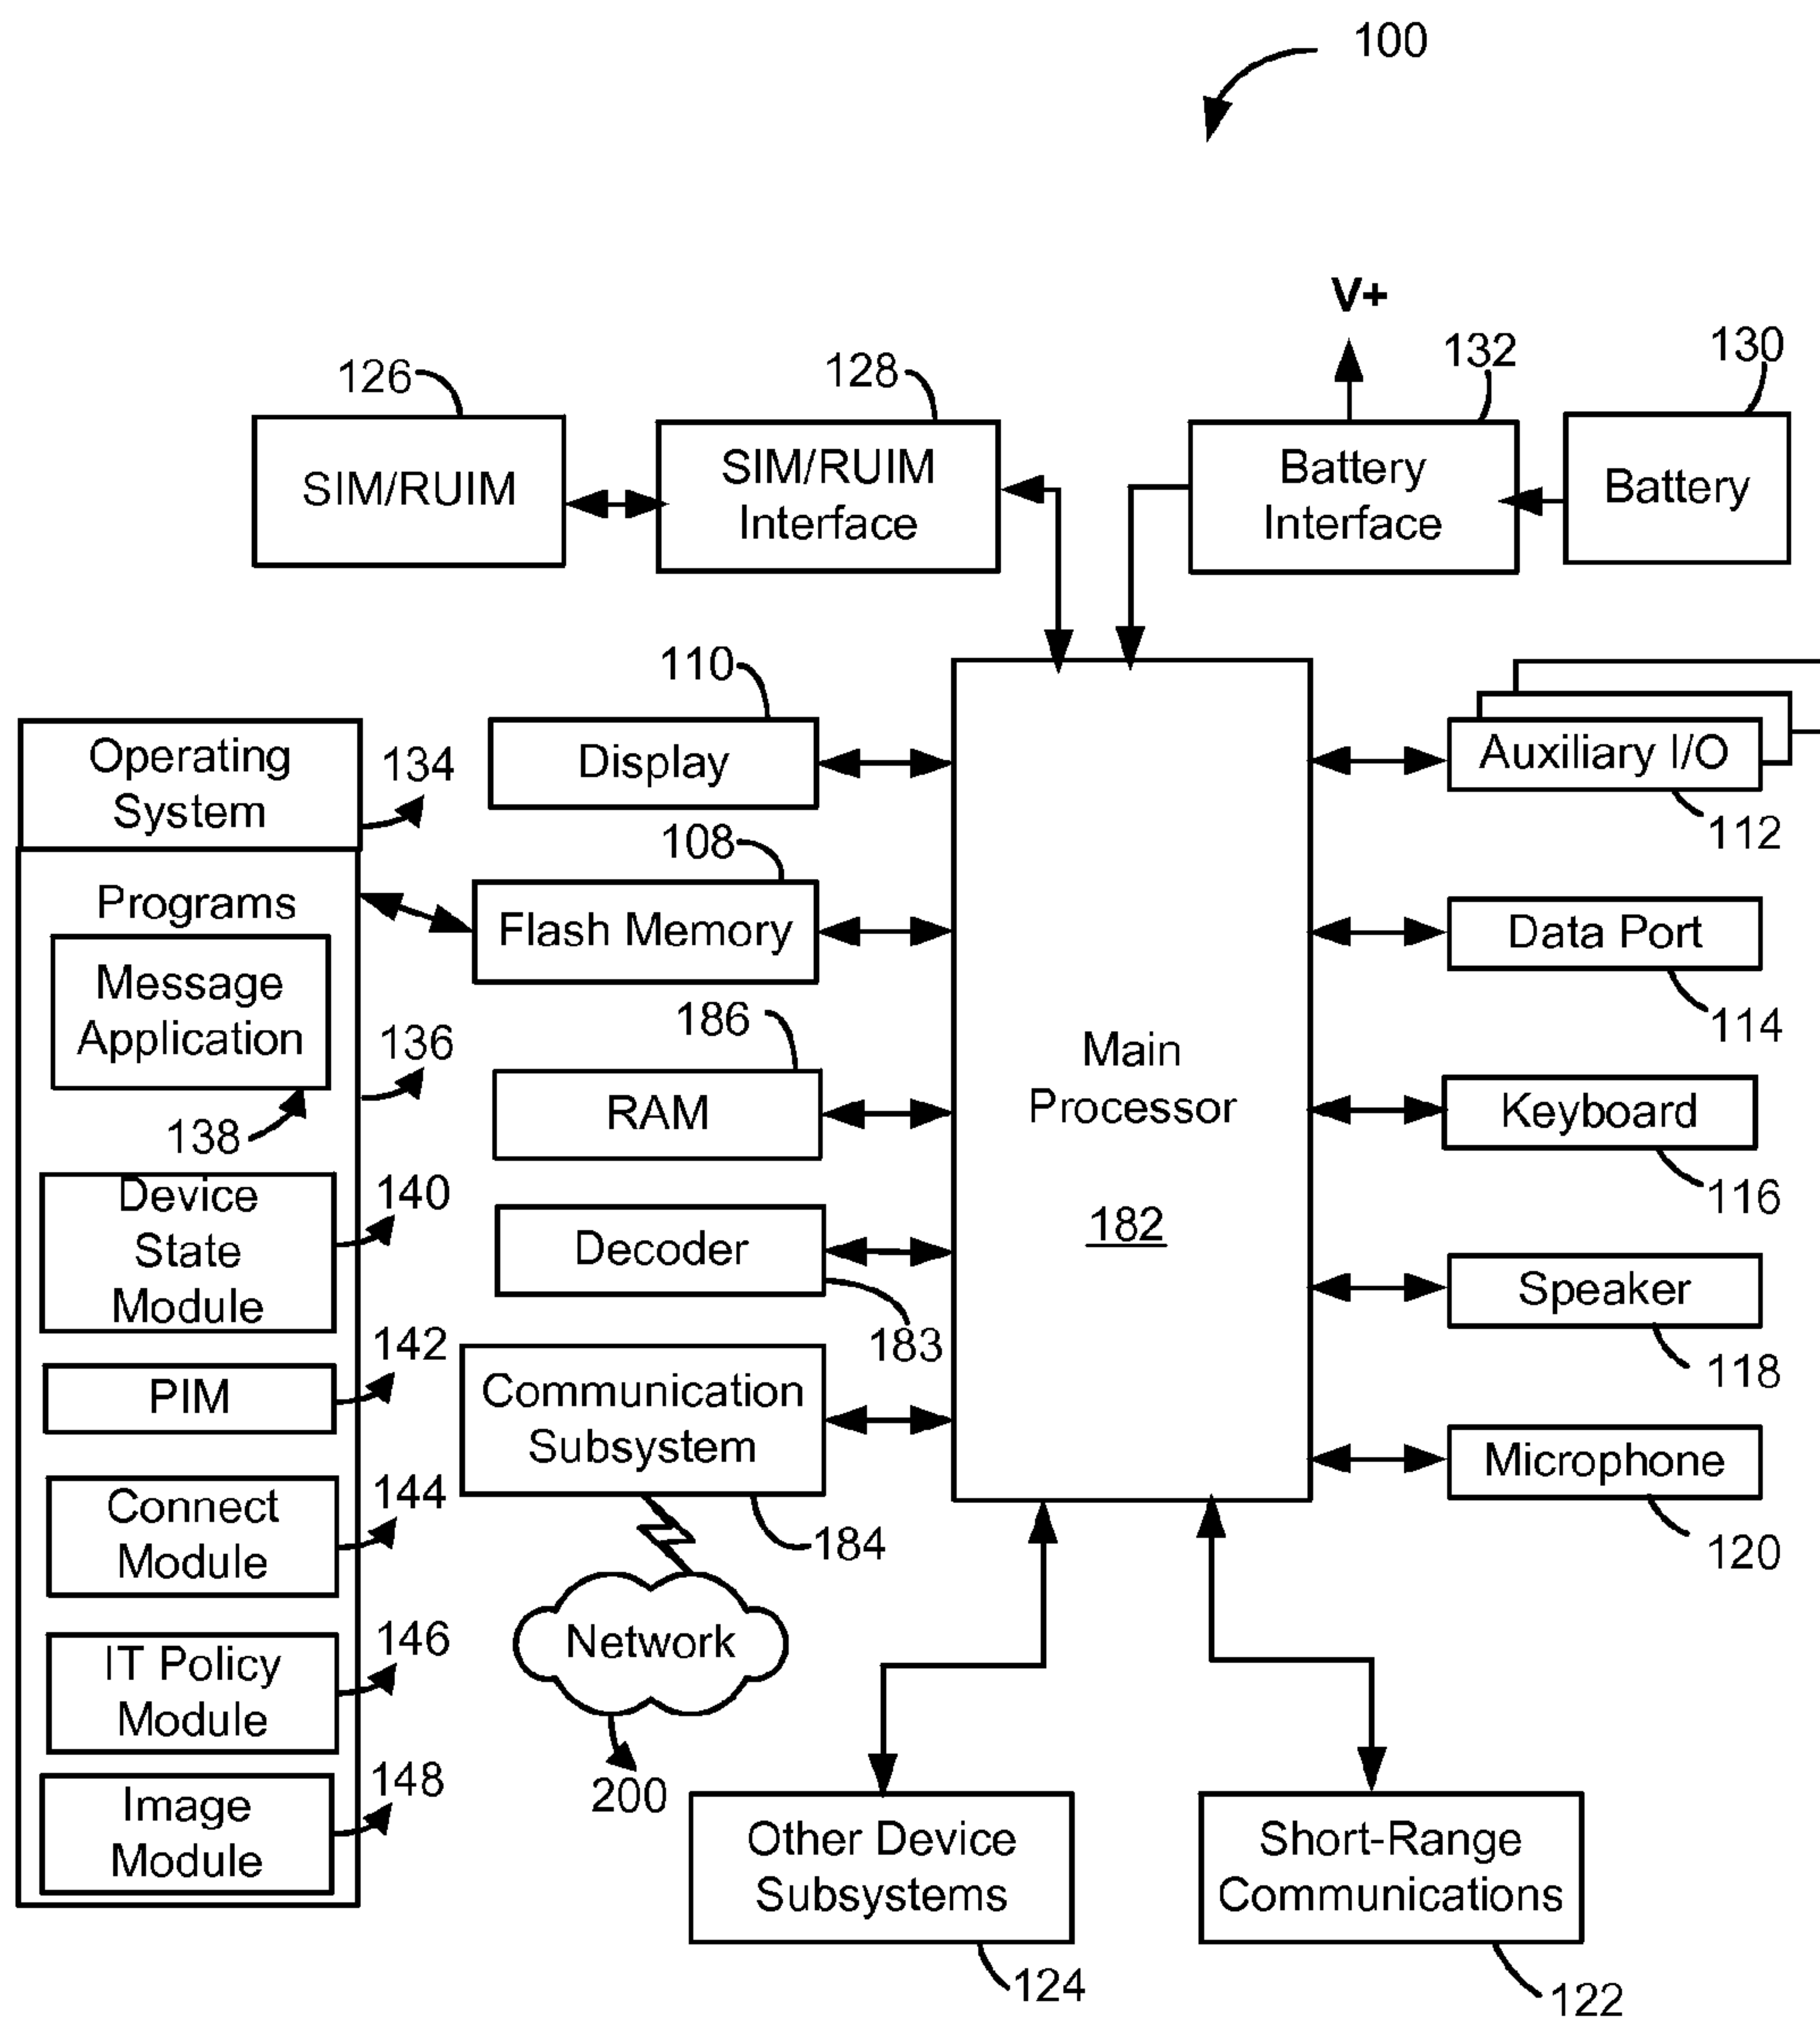 100
V+
126
128
132
130
SIM/RUIM
SIM/RUIM
Interface
Battery
Interface
Battery
110
Operating
System
134
Display
Auxiliary I/O
112
108
Programs
Flash Memory
Data Port
114
Message
Application
138
136
186
RAM
Main
Processor
182
Keyboard
116
Device
State
Module
140
Decoder
183
Speaker
118
PIM
142
Communication
Subsystem
184
Microphone
120
Connect
Module
144
Network
200
IT Policy
Module
146
Image
Module
148
Other Device
Subsystems
124
Short-Range
Communications
122